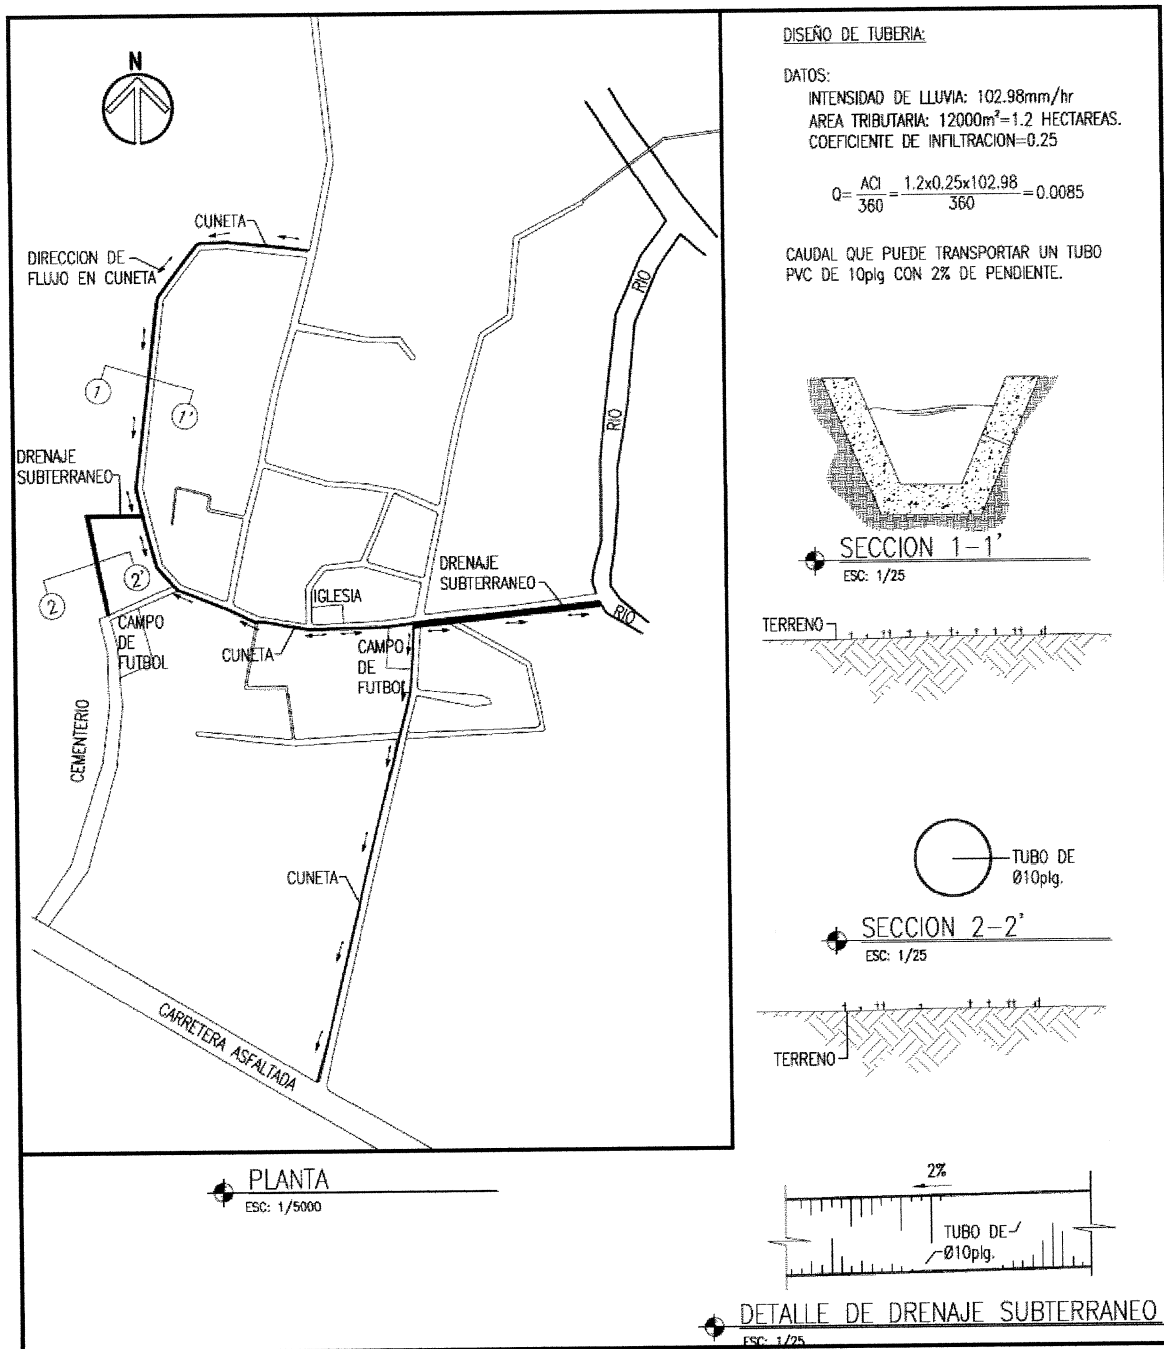 N
CUNETA
DIRECCION DE
FLUJO EN CUNETA
1
1'
DRENAJE
SUBTERRANEO
2
2'
CAMPO
DE
FUTBOL
IGLESIA
CUNETA
CAMPO
DE
FUTBOL
DRENAJE
SUBTERRANEO
RIO
RIO
RIO
CEMENTERIO
CUNETA
CARRETERA ASFALTADA
PLANTA
ESC: 1/5000
DISEÑO DE TUBERIA:
DATOS:
INTENSIDAD DE LLUVIA: 102.98mm/hr
AREA TRIBUTARIA: 12000m²=1.2 HECTAREAS.
COEFICIENTE DE INFILTRACION=0.25
Q= ACI/360 = 1.2x0.25x102.98/360 =0.0085
CAUDAL QUE PUEDE TRANSPORTAR UN TUBO
PVC DE 10plg CON 2% DE PENDIENTE.
SECCION 1-1'
ESC: 1/25
TERRENO
TUBO DE
Ø10plg.
SECCION 2-2'
ESC: 1/25
TERRENO
2%
TUBO DE
Ø10plg.
DETALLE DE DRENAJE SUBTERRANEO
ESC: 1/25